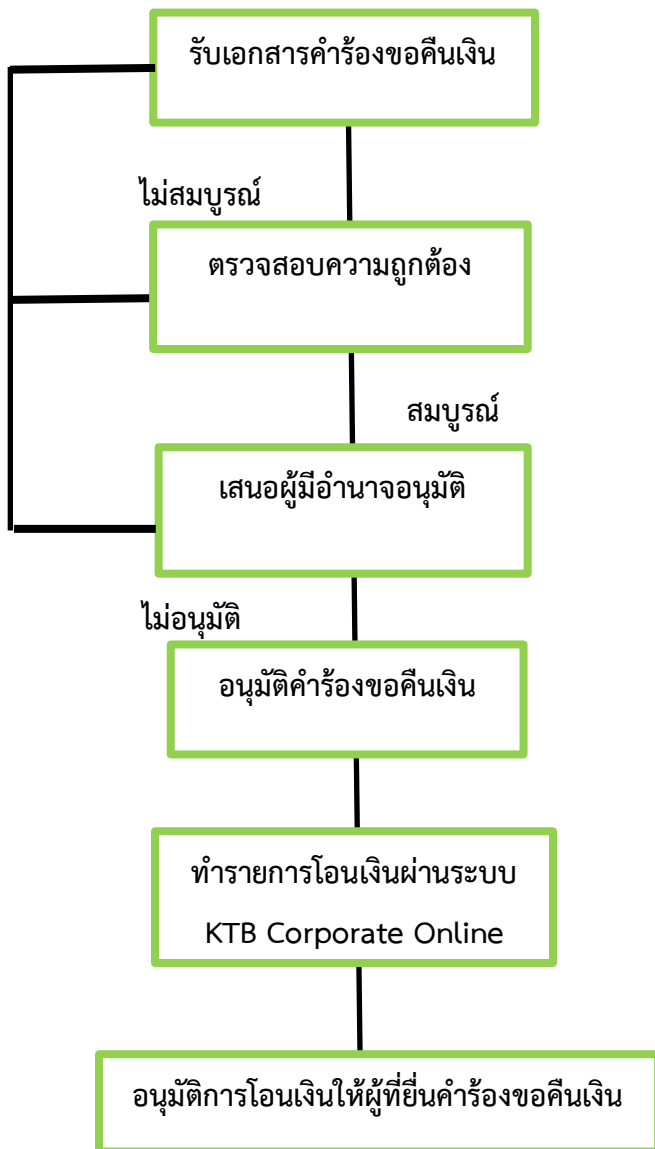 รับเอกสารคำร้องขอคืนเงิน
ไม่สมบูรณ์
ตรวจสอบความถูกต้อง
สมบูรณ์
เสนอผู้มีอำนาจอนุมัติ
ไม่อนุมัติ
อนุมัติคำร้องขอคืนเงิน
ทำรายการโอนเงินผ่านระบบ
KTB Corporate Online
อนุมัติการโอนเงินให้ผู้ที่ยื่นคำร้องขอคืนเงิน